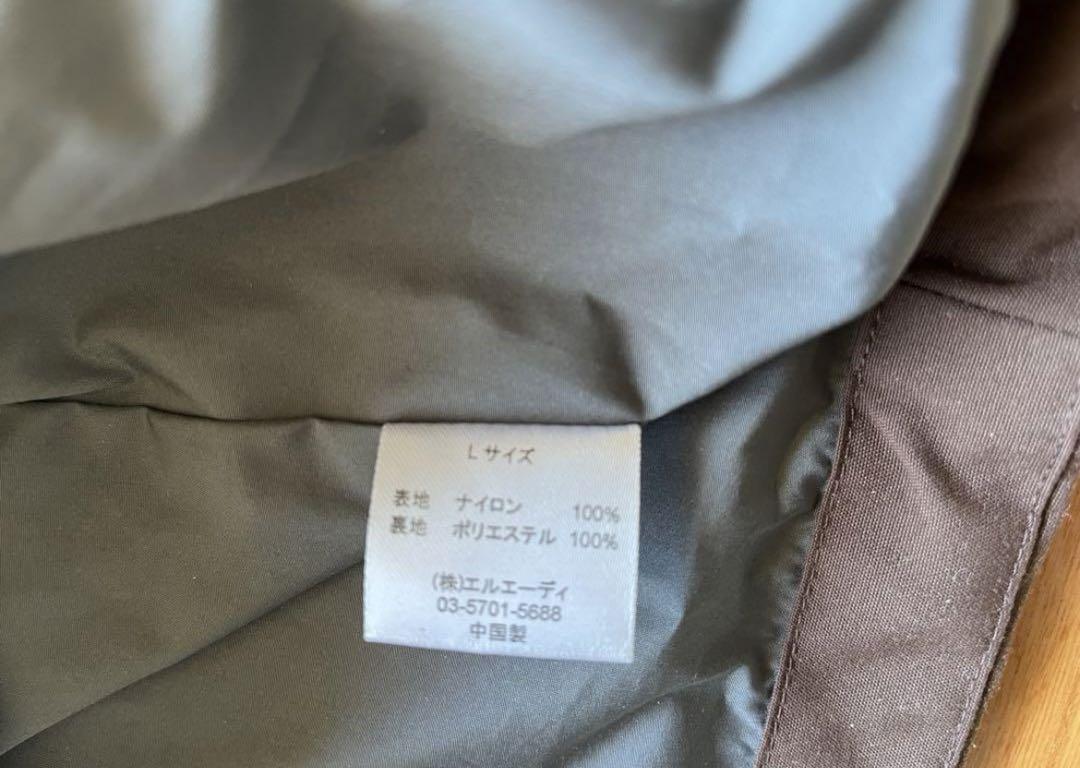 Lサイズ
表地 ナイロン 100%
裏地 ポリエステル 100%
(株)エルエーディ
03-5701-5688
中国製